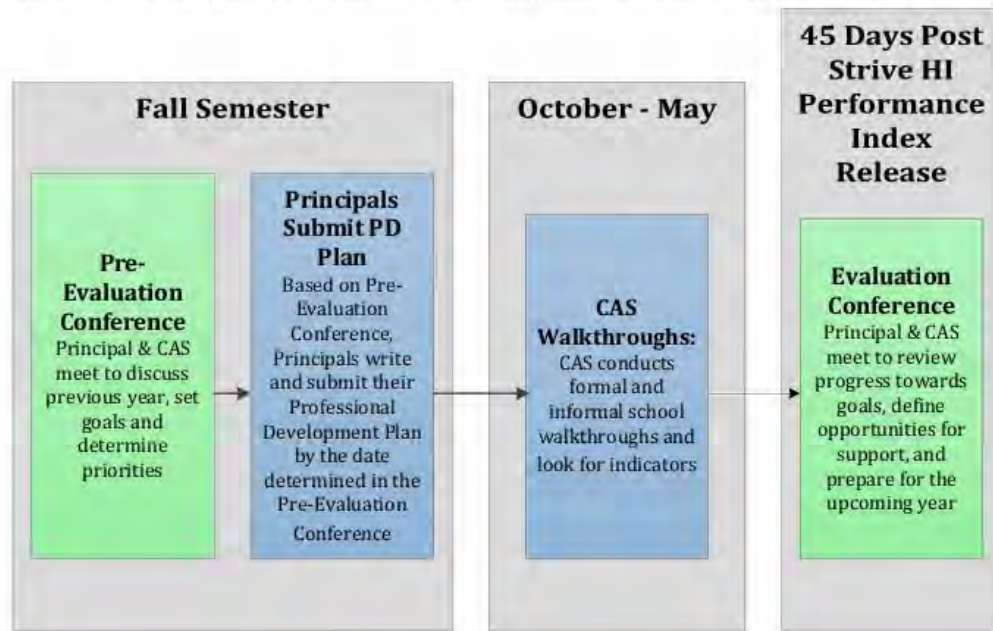 Fall Semester
Pre-
Evaluation
Conference
Principal & CAS
meet to discuss
previous year, set
goals and
determine
priorities
Principals
Submit PD
Plan
Based on Pre-
Evaluation
Conference,
Principals write
and submit their
Professional
Development Plan
by the date
determined in the
Pre-Evaluation
Conference
October - May
CAS
Walkthroughs:
CAS conducts
formal and
informal school
walkthroughs and
look for indicators
45 Days Post
Strive HI
Performance
Index
Release
Evaluation
Conference
Principal & CAS
meet to review
progress towards
goals, define
opportunities for
support, and
prepare for the
upcoming year